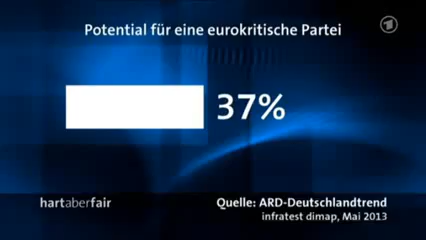 Potential für eine eurokritische Partei
37%
hartaberfair
Quelle: ARD-Deutschlandtrend
infratest dimap, Mai 2013